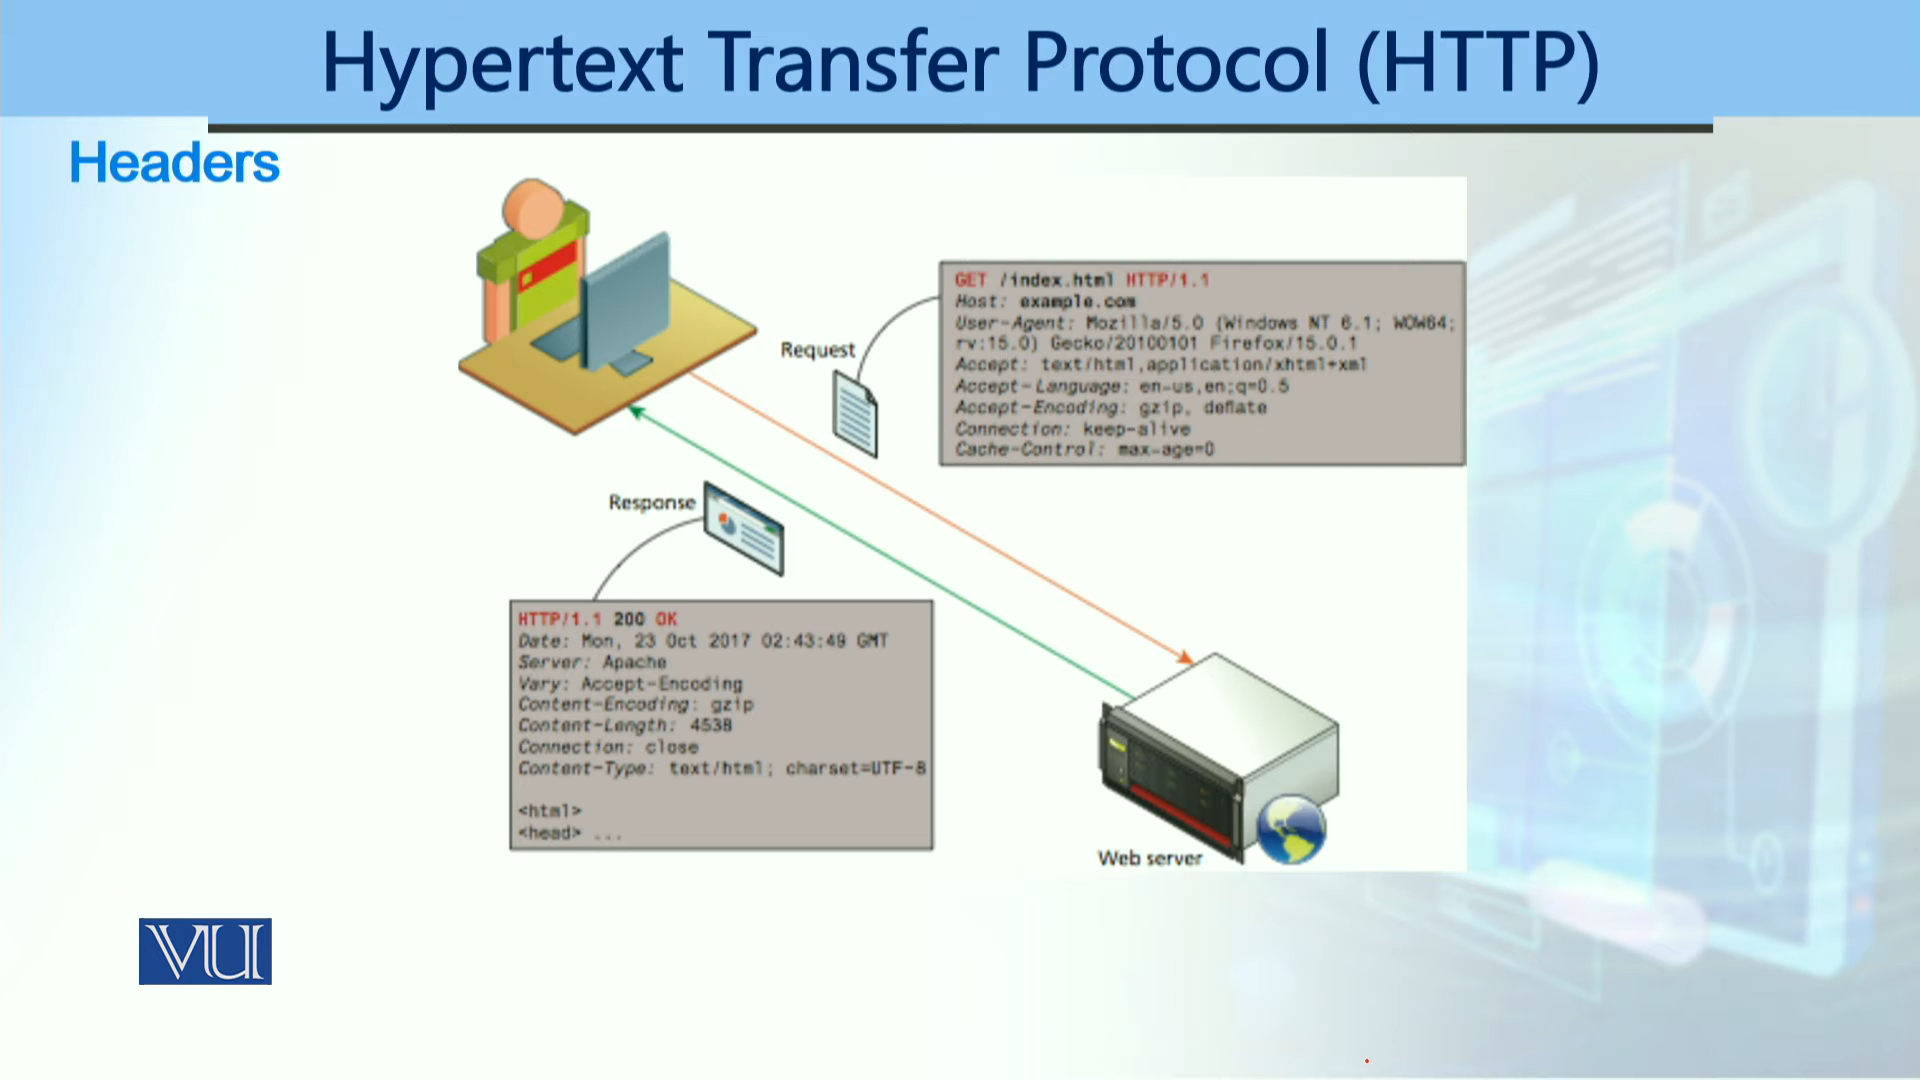 Hypertext Transfer Protocol (HTTP)
Headers
GET /index.html HTTP/1.1
Host: example.com
User-Agent: Mozilla/5.0 (Windows NT 6.1; WOW64;
rv:15.0) Gecko/20100101 Firefox/15.0.1
Accept: text/html,application/xhtml+xml
Accept-Language: en-us,en;q=0.5
Accept-Encoding: gzip, deflate
Connection: keep-alive
Cache-Control: max-age=0
Request
Response
HTTP/1.1 200 OK
Date: Mon, 23 Oct 2017 02:43:49 GMT
Server: Apache
Vary: Accept-Encoding
Content-Encoding: gzip
Content-Length: 4538
Connection: close
Content-Type: text/html; charset=UTF-8
<html>
<head> ...
Web server
VU